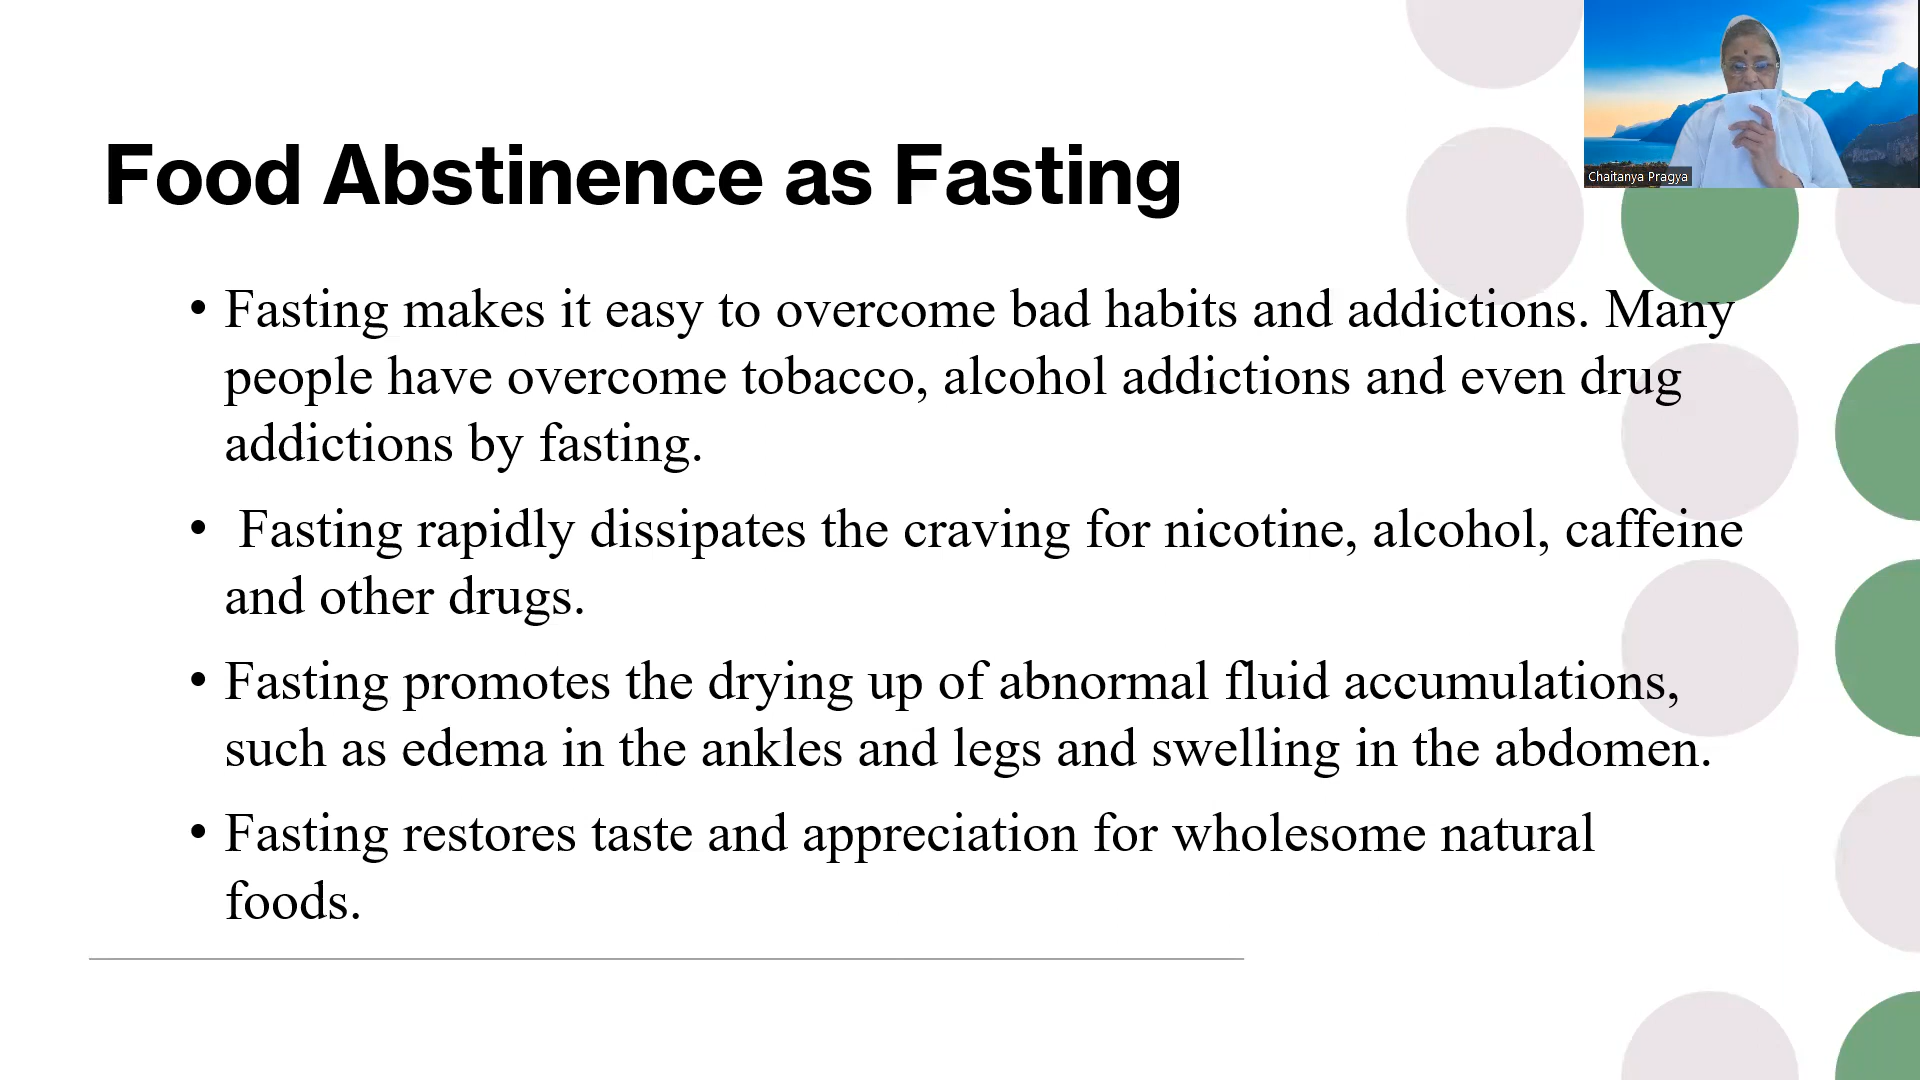 Food Abstinence as Fasting
• Fasting makes it easy to overcome bad habits and addictions. Many
people have overcome tobacco, alcohol addictions and even drug
addictions by fasting.
• Fasting rapidly dissipates the craving for nicotine, alcohol, caffeine
and other drugs.
• Fasting promotes the drying up of abnormal fluid accumulations,
such as edema in the ankles and legs and swelling in the abdomen.
• Fasting restores taste and appreciation for wholesome natural
foods.
Chaitanya Pragya